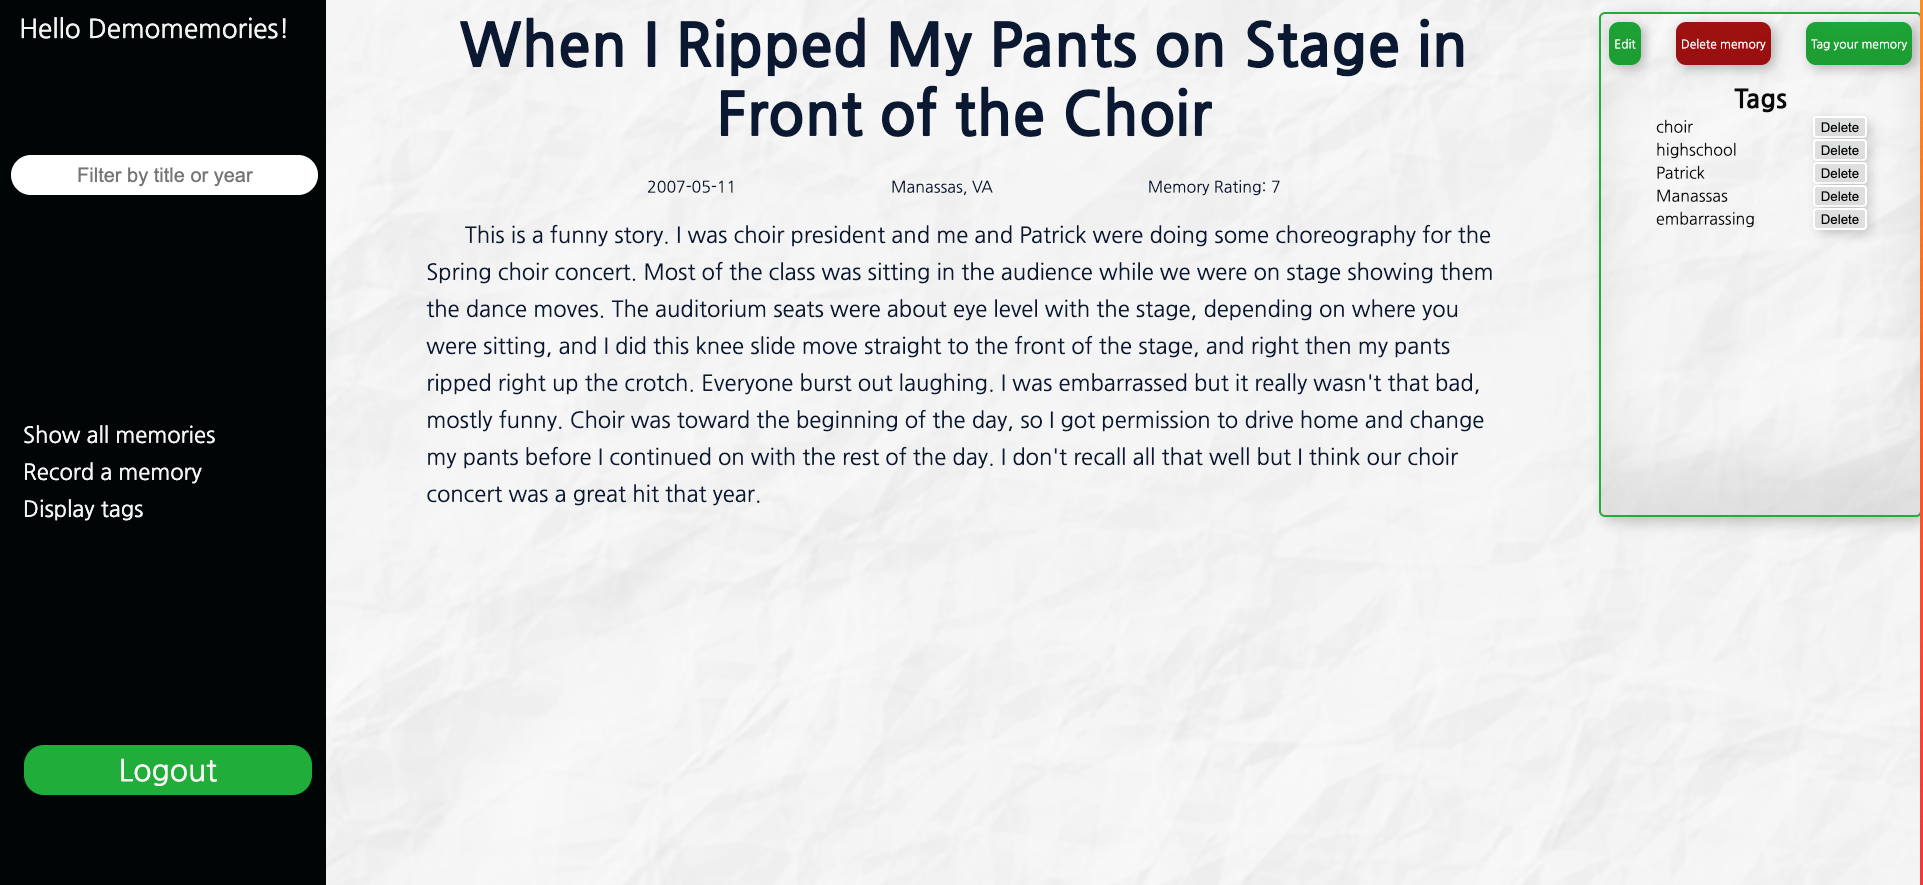 Hello Demomemories!
Filter by title or year
Show all memories
Record a memory
Display tags
Logout
When I Ripped My Pants on Stage in
Front of the Choir
2007-05-11 Manassas, VA Memory Rating: 7
This is a funny story. I was choir president and me and Patrick were doing some choreography for the
Spring choir concert. Most of the class was sitting in the audience while we were on stage showing them
the dance moves. The auditorium seats were about eye level with the stage, depending on where you
were sitting, and I did this knee slide move straight to the front of the stage, and right then my pants
ripped right up the crotch. Everyone burst out laughing. I was embarrassed but it really wasn't that bad,
mostly funny. Choir was toward the beginning of the day, so I got permission to drive home and change
my pants before I continued on with the rest of the day. I don't recall all that well but I think our choir
concert was a great hit that year.
Edit Delete memory Tag your memory
Tags
choir Delete
highschool Delete
Patrick Delete
Manassas Delete
embarrassing Delete